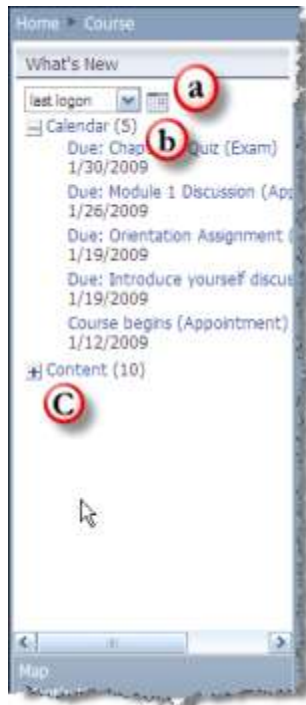 Home ▸ Course
What's New
last logon
a
Calendar (5)
b
Due: Chap Quiz (Exam)
1/30/2009
Due: Module 1 Discussion (App
1/26/2009
Due: Orientation Assignment (
1/19/2009
Due: Introduce yourself discus
1/19/2009
Course begins (Appointment)
1/12/2009
Content (10)
C
Map